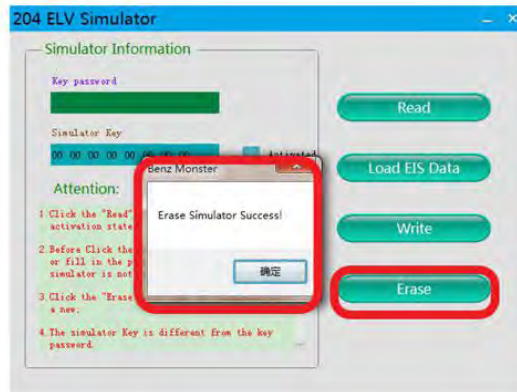 204 ELV Simulator
Simulator Information
Key password
Simulator Key
00 00 00 00 00 00 00 00
Activated
Benz Monster
Erase Simulator Success!
确定
Attention:
1.Click the "Read"
activation state
2.Before Click the
or fill in the p
simulator is not
3.Click the "Erase
a new.
4.The simulator Key is different from the key
password.
Read
Load EIS Data
Write
Erase